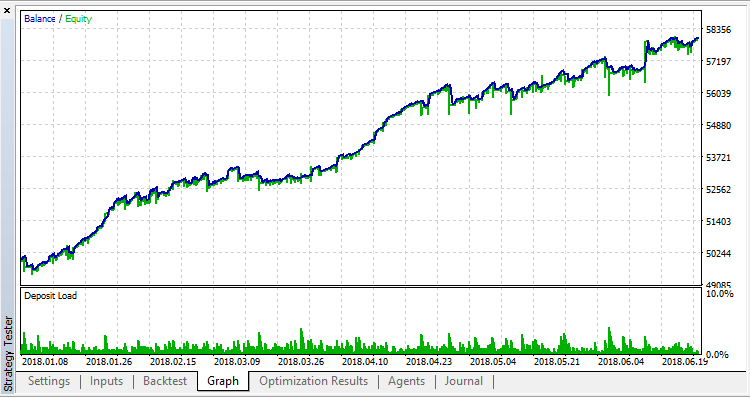 Balance / Equity
58356
57197
56039
54880
53721
52562
51403
50244
49085
Deposit Load
10.0%
0.0%
2018.01.08 2018.01.26 2018.02.15 2018.03.09 2018.03.26 2018.04.10 2018.04.23 2018.05.04 2018.05.21 2018.06.04 2018.06.19
Strategy Tester
Settings Inputs Backtest Graph Optimization Results Agents Journal